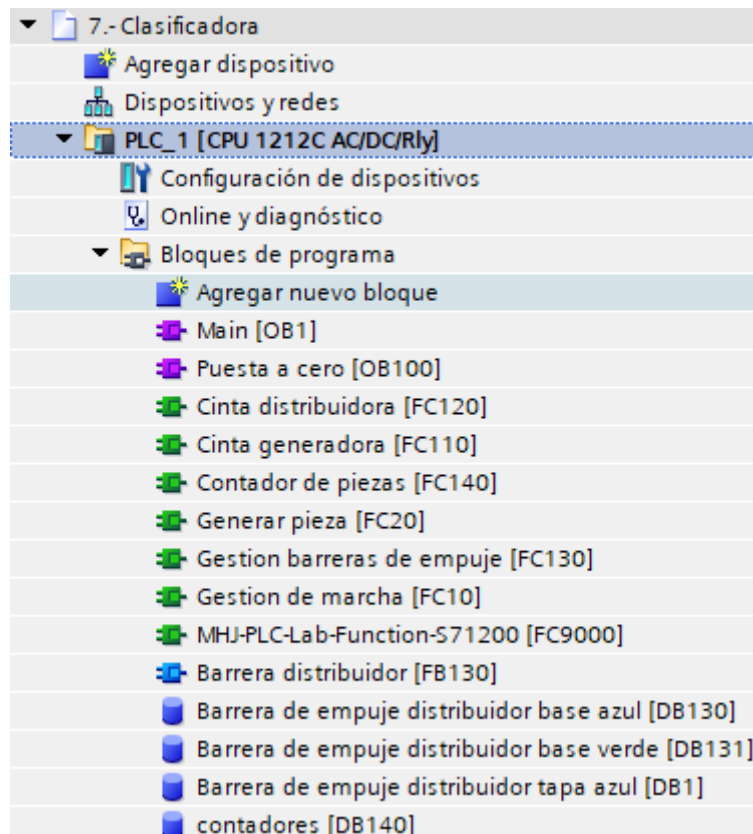 7.- Clasificadora
Agregar dispositivo
Dispositivos y redes
PLC_1 [CPU 1212C AC/DC/Rly]
Configuración de dispositivos
Online y diagnóstico
Bloques de programa
Agregar nuevo bloque
Main [OB1]
Puesta a cero [OB100]
Cinta distribuidora [FC120]
Cinta generadora [FC110]
Contador de piezas [FC140]
Generar pieza [FC20]
Gestion barreras de empuje [FC130]
Gestion de marcha [FC10]
MHJ-PLC-Lab-Function-S71200 [FC9000]
Barrera distribuidor [FB130]
Barrera de empuje distribuidor base azul [DB130]
Barrera de empuje distribuidor base verde [DB131]
Barrera de empuje distribuidor tapa azul [DB1]
contadores [DB140]